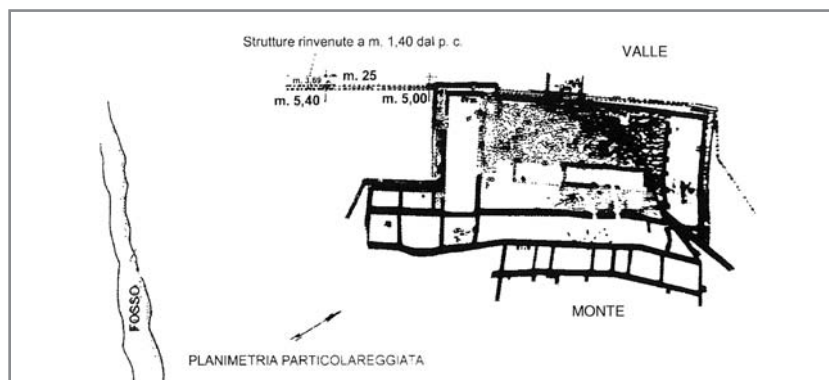 Strutture rinvenute a m. 1,40 dal p. c.
VALLE
m. 3,69
m. 25
m. 5,40
m. 5,00
FOSSO
MONTE
PLANIMETRIA PARTICOLAREGGIATA